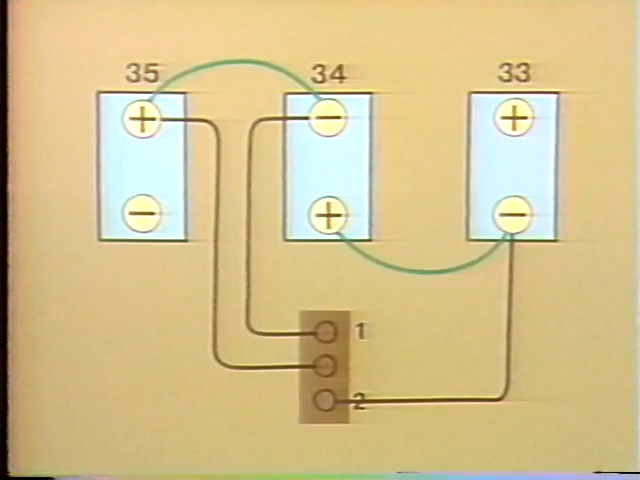 35 34 33
+ − +
− + −
1
2